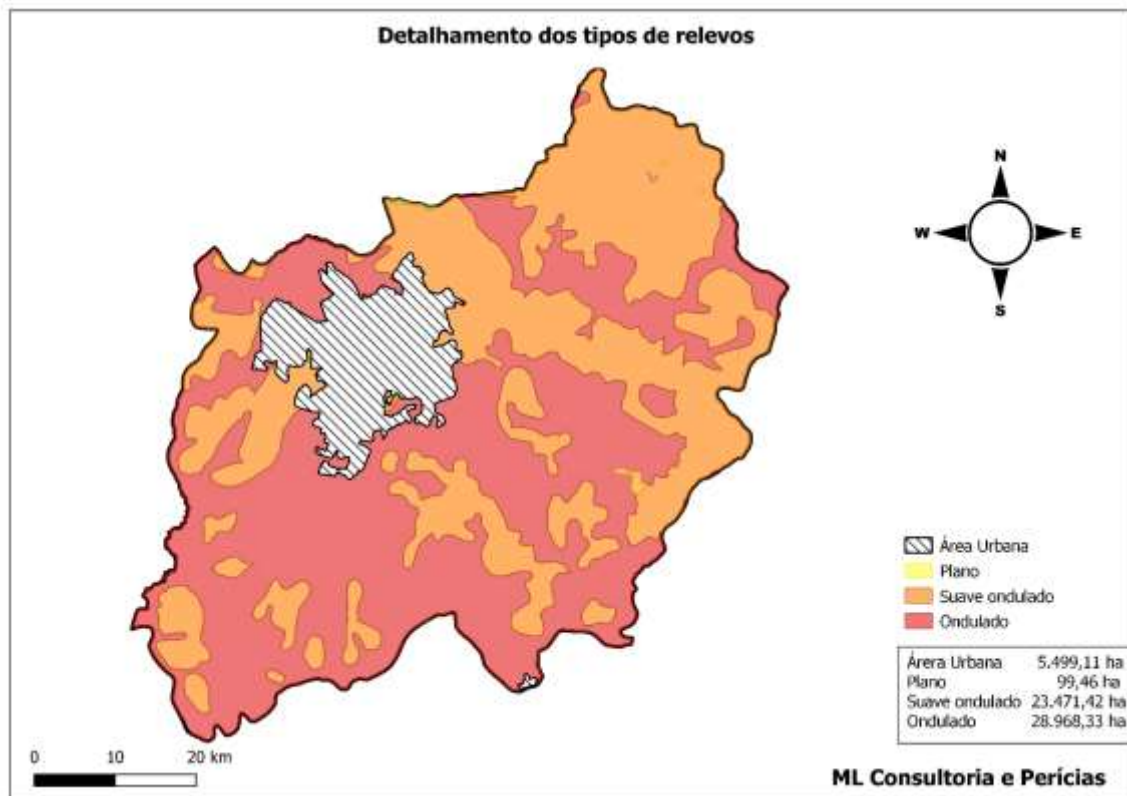 Detalhamento dos tipos de relevos
N
W E
S
Área Urbana
Plano
Suave ondulado
Ondulado
Árera Urbana 5.499,11 ha
Plano 99,46 ha
Suave ondulado 23.471,42 ha
Ondulado 28.968,33 ha
0 10 20 km
ML Consultoria e Perícias